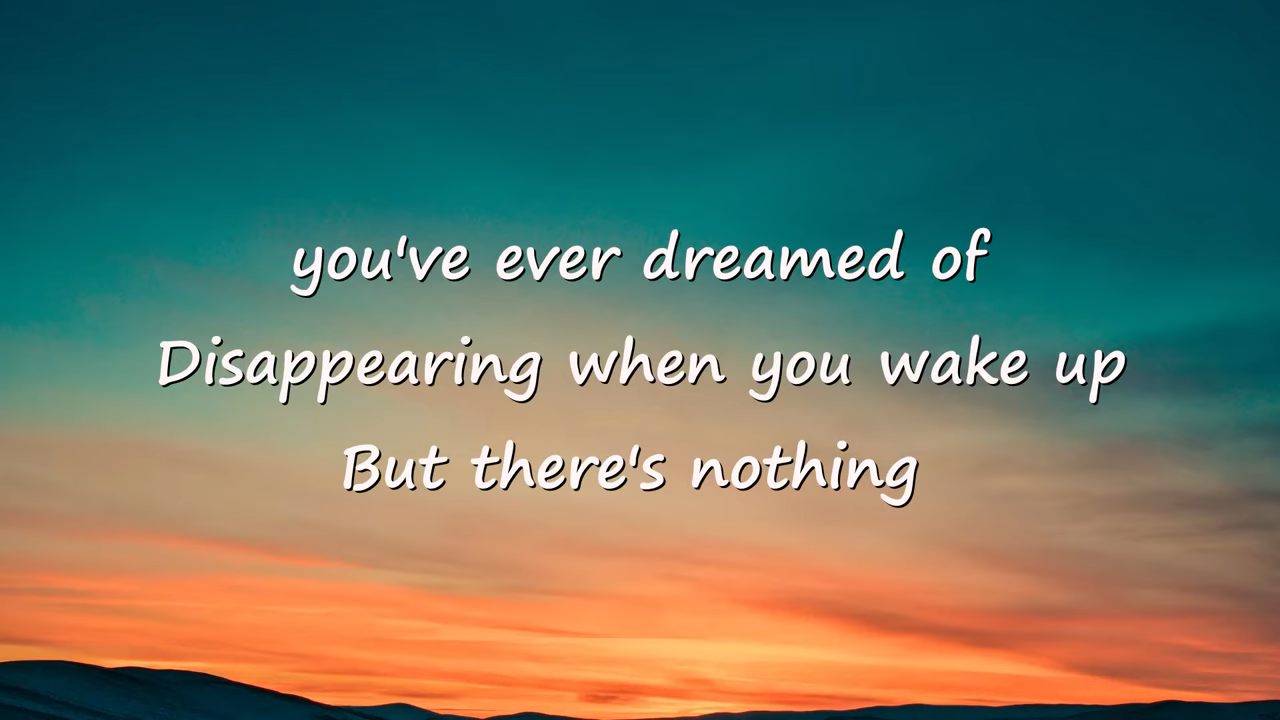 you've ever dreamed of
Disappearing when you wake up
But there's nothing